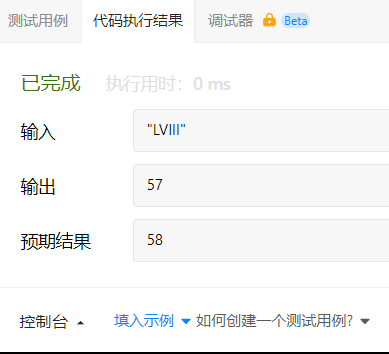 测试用例 代码执行结果 调试器 Beta
已完成 执行用时：0 ms
输入 "LVIII"
输出 57
预期结果 58
控制台 填入示例 如何创建一个测试用例?